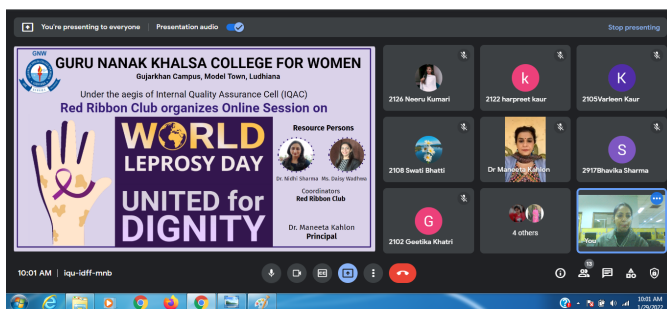 You're presenting to everyone
Presentation audio
Stop presenting
GNW
GURU NANAK KHALSA COLLEGE FOR WOMEN
Gujarkhan Campus, Model Town, Ludhiana
Under the aegis of Internal Quality Assurance Cell (IQAC)
Red Ribbon Club organizes Online Session on
WORLD
LEPROSY DAY
UNITED for
DIGNITY
Resource Persons
Dr. Nidhi Sharma Ms. Daisy Wadhwa
Coordinators
Red Ribbon Club
Dr. Maneeta Kahlon
Principal
2126 Neeru Kumari
k
2122 harpreet kaur
K
2105Varleen Kaur
2108 Swati Bhatti
Dr Maneeta Kahlon
S
2917Bhavika Sharma
G
2102 Geetika Khatri
4 others
You
10:01 AM | iqu-idff-mnb
13
10:01 AM
1/29/2022